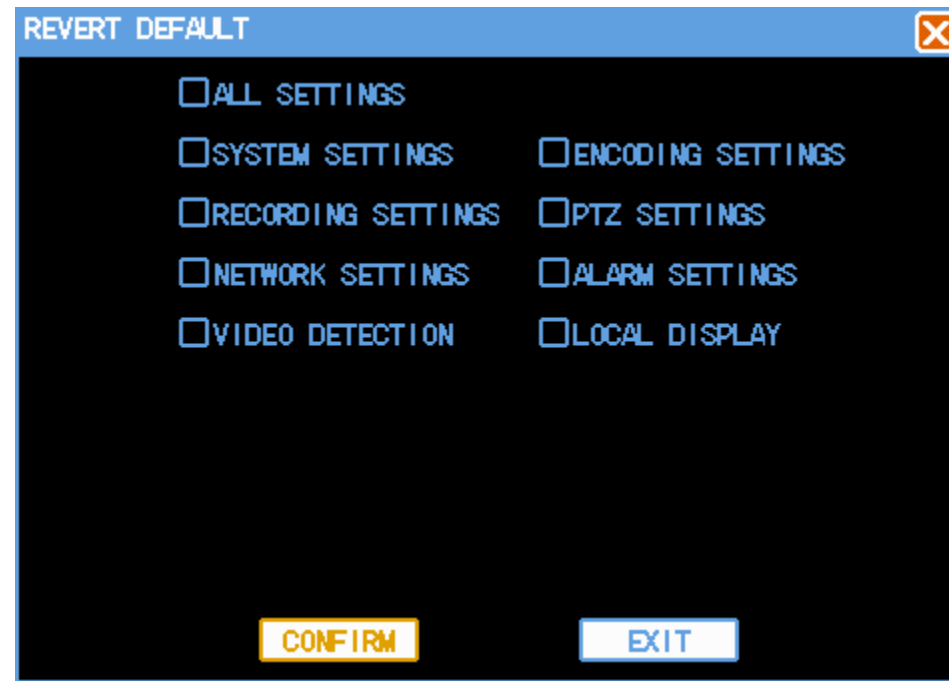 REVERT DEFAULT
ALL SETTINGS
SYSTEM SETTINGS ENCODING SETTINGS
RECORDING SETTINGS PTZ SETTINGS
NETWORK SETTINGS ALARM SETTINGS
VIDEO DETECTION LOCAL DISPLAY
CONFIRM EXIT